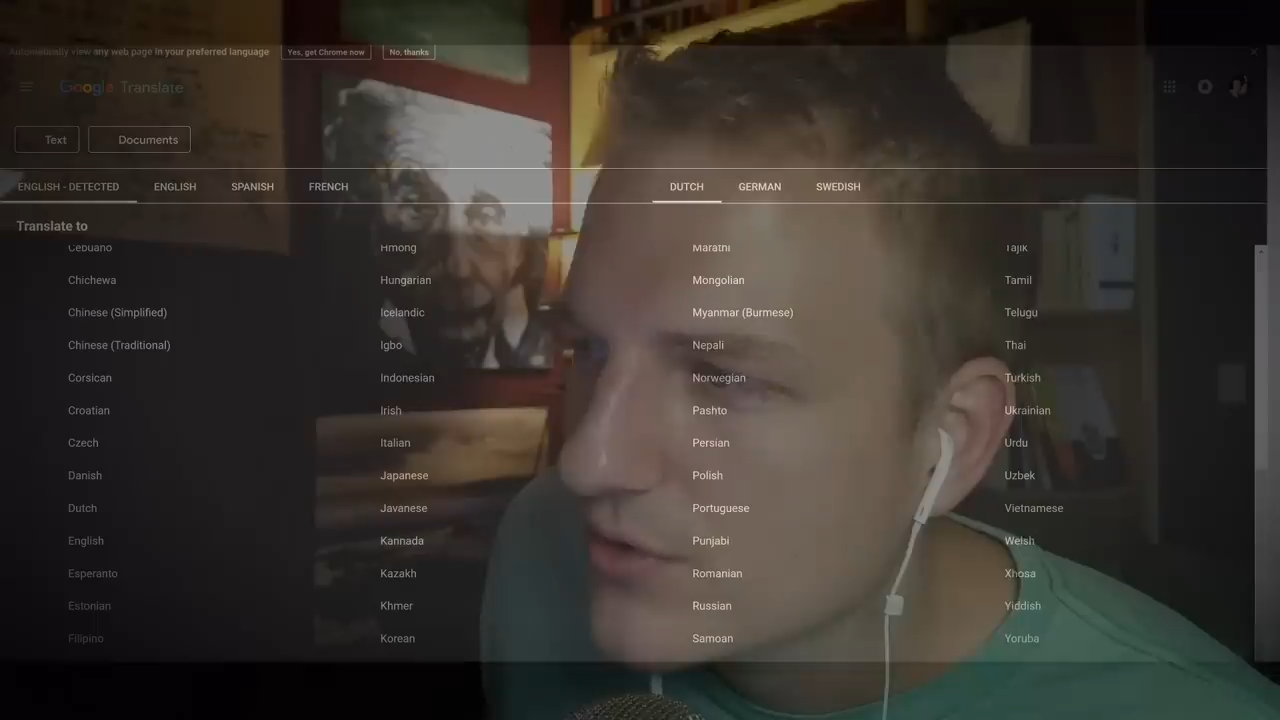 Automatically view any web page in your preferred language Yes, get Chrome now No, thanks
Google Translate
Text Documents
ENGLISH - DETECTED ENGLISH SPANISH FRENCH DUTCH GERMAN SWEDISH
Translate to
Cebuano Hmong Marathi Tajik
Chichewa Hungarian Mongolian Tamil
Chinese (Simplified) Icelandic Myanmar (Burmese) Telugu
Chinese (Traditional) Igbo Nepali Thai
Corsican Indonesian Norwegian Turkish
Croatian Irish Pashto Ukrainian
Czech Italian Persian Urdu
Danish Japanese Polish Uzbek
Dutch Javanese Portuguese Vietnamese
English Kannada Punjabi Welsh
Esperanto Kazakh Romanian Xhosa
Estonian Khmer Russian Yiddish
Filipino Korean Samoan Yoruba